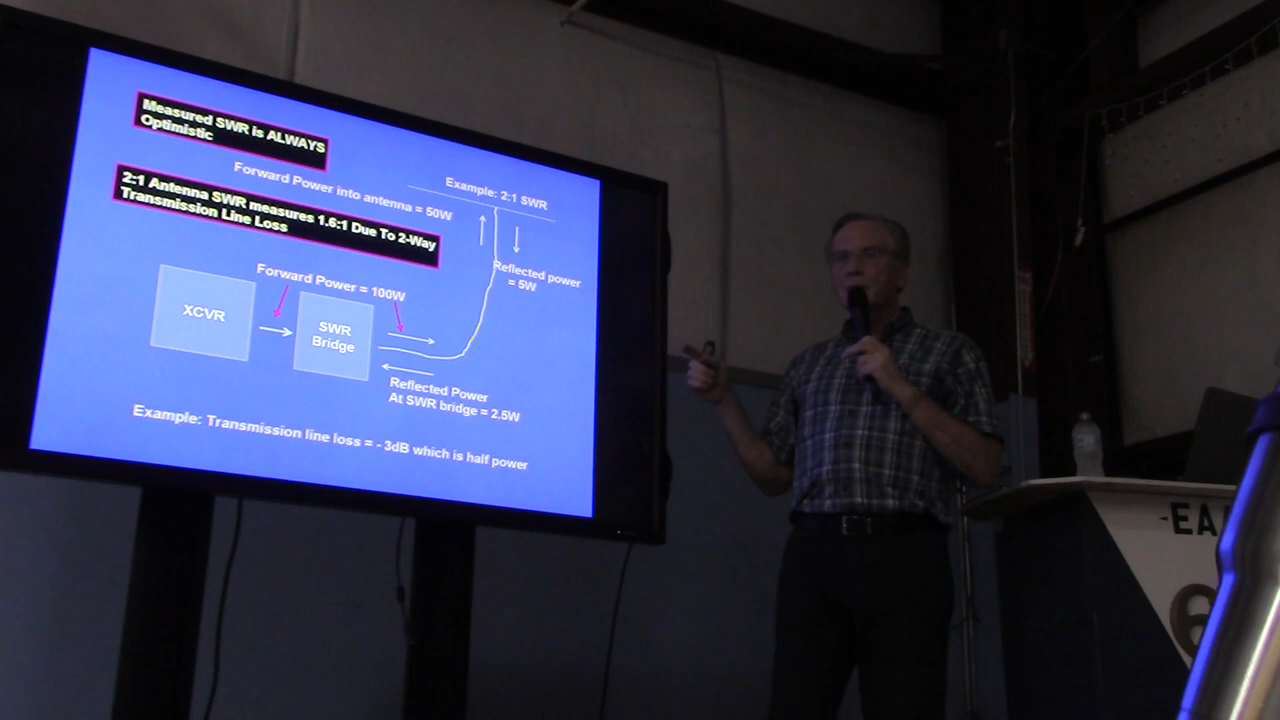 Measured SWR is ALWAYS
Optimistic
Forward Power into antenna = 50W
Example: 2:1 SWR
2:1 Antenna SWR measures 1.6:1 Due To 2-Way
Transmission Line Loss
Reflected power
= 5W
Forward Power = 100W
XCVR
SWR
Bridge
Reflected Power
At SWR bridge = 2.5W
Example: Transmission line loss = - 3dB which is half power
-EA
6